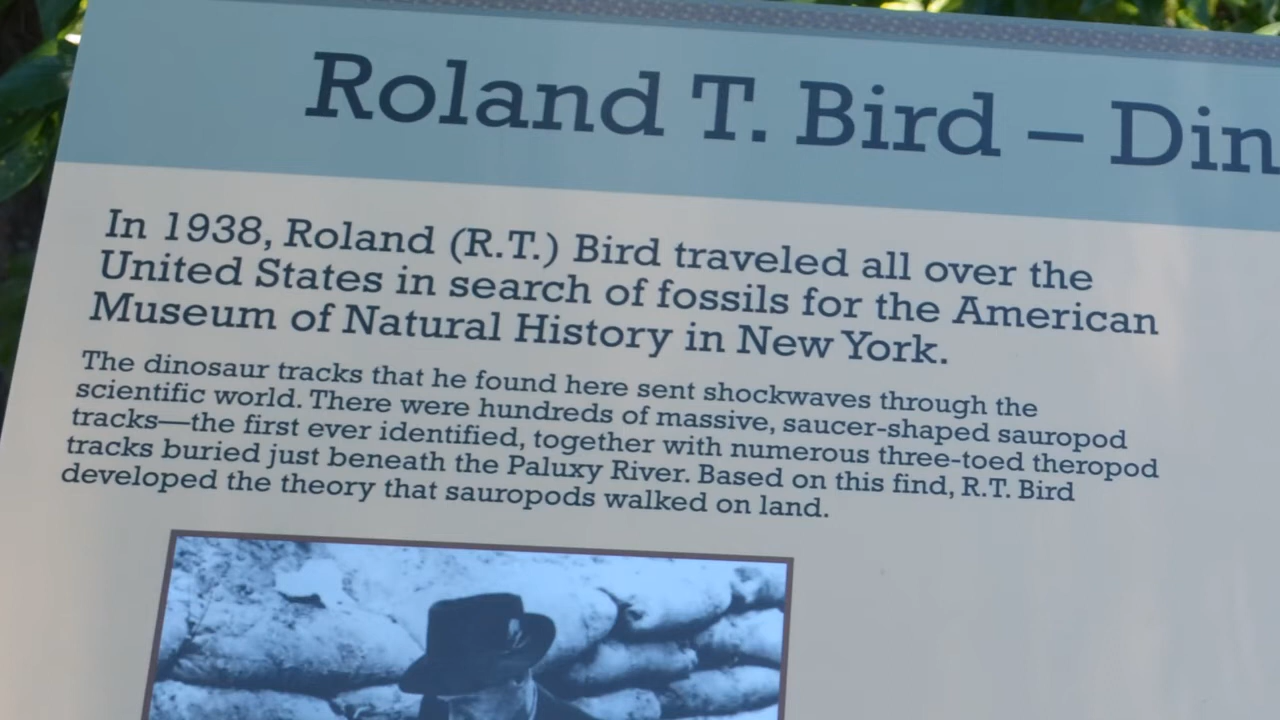 Roland T. Bird – Din
In 1938, Roland (R.T.) Bird traveled all over the
United States in search of fossils for the American
Museum of Natural History in New York.
The dinosaur tracks that he found here sent shockwaves through the
scientific world. There were hundreds of massive, saucer-shaped sauropod
tracks—the first ever identified, together with numerous three-toed theropod
tracks buried just beneath the Paluxy River. Based on this find, R.T. Bird
developed the theory that sauropods walked on land.